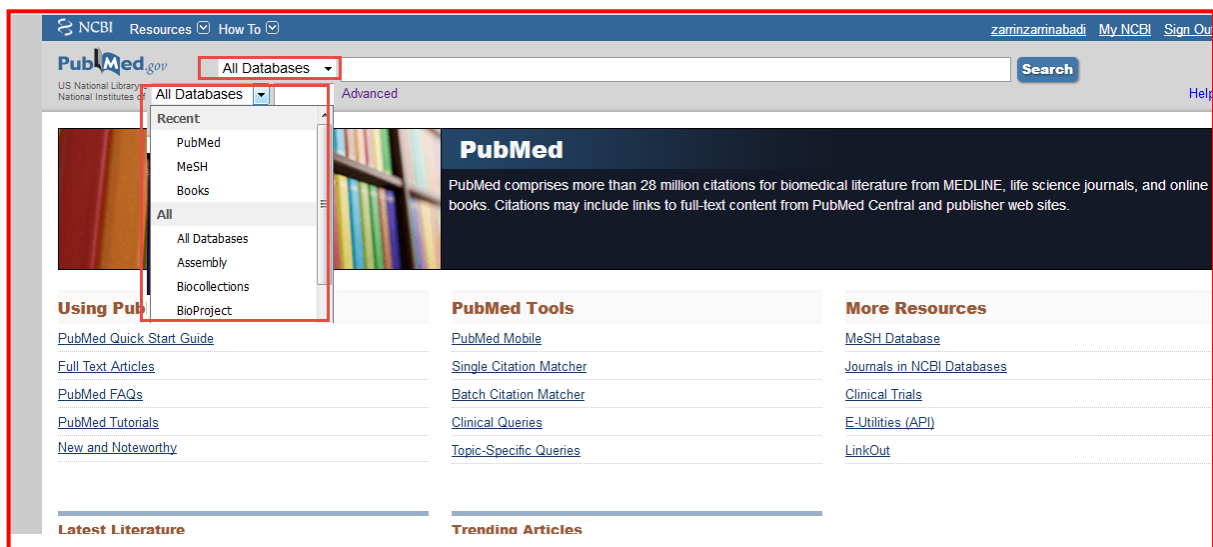 NCBI Resources How To zarrinzarrinabadi My NCBI Sign Out
PubMed.gov All Databases Search
US National Library
National Institutes of All Databases Advanced Help
Recent
PubMed
MeSH
Books
All
All Databases
Assembly
Biocollections
BioProject
PubMed
PubMed comprises more than 28 million citations for biomedical literature from MEDLINE, life science journals, and online
books. Citations may include links to full-text content from PubMed Central and publisher web sites.
Using Pub PubMed Tools More Resources
PubMed Quick Start Guide PubMed Mobile MeSH Database
Full Text Articles Single Citation Matcher Journals in NCBI Databases
PubMed FAQs Batch Citation Matcher Clinical Trials
PubMed Tutorials Clinical Queries E-Utilities (API)
New and Noteworthy Topic-Specific Queries LinkOut
Latest Literature Trending Articles